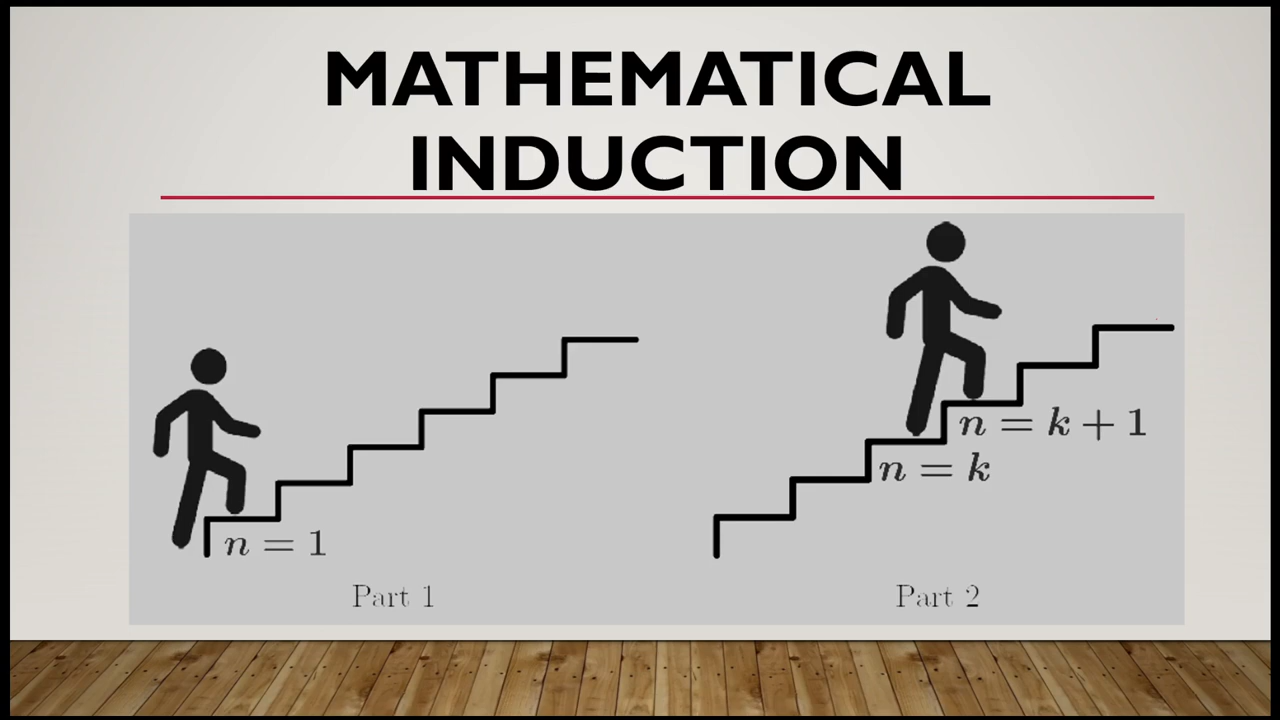 MATHEMATICAL
INDUCTION
n = 1
Part 1
n = k + 1
n = k
Part 2